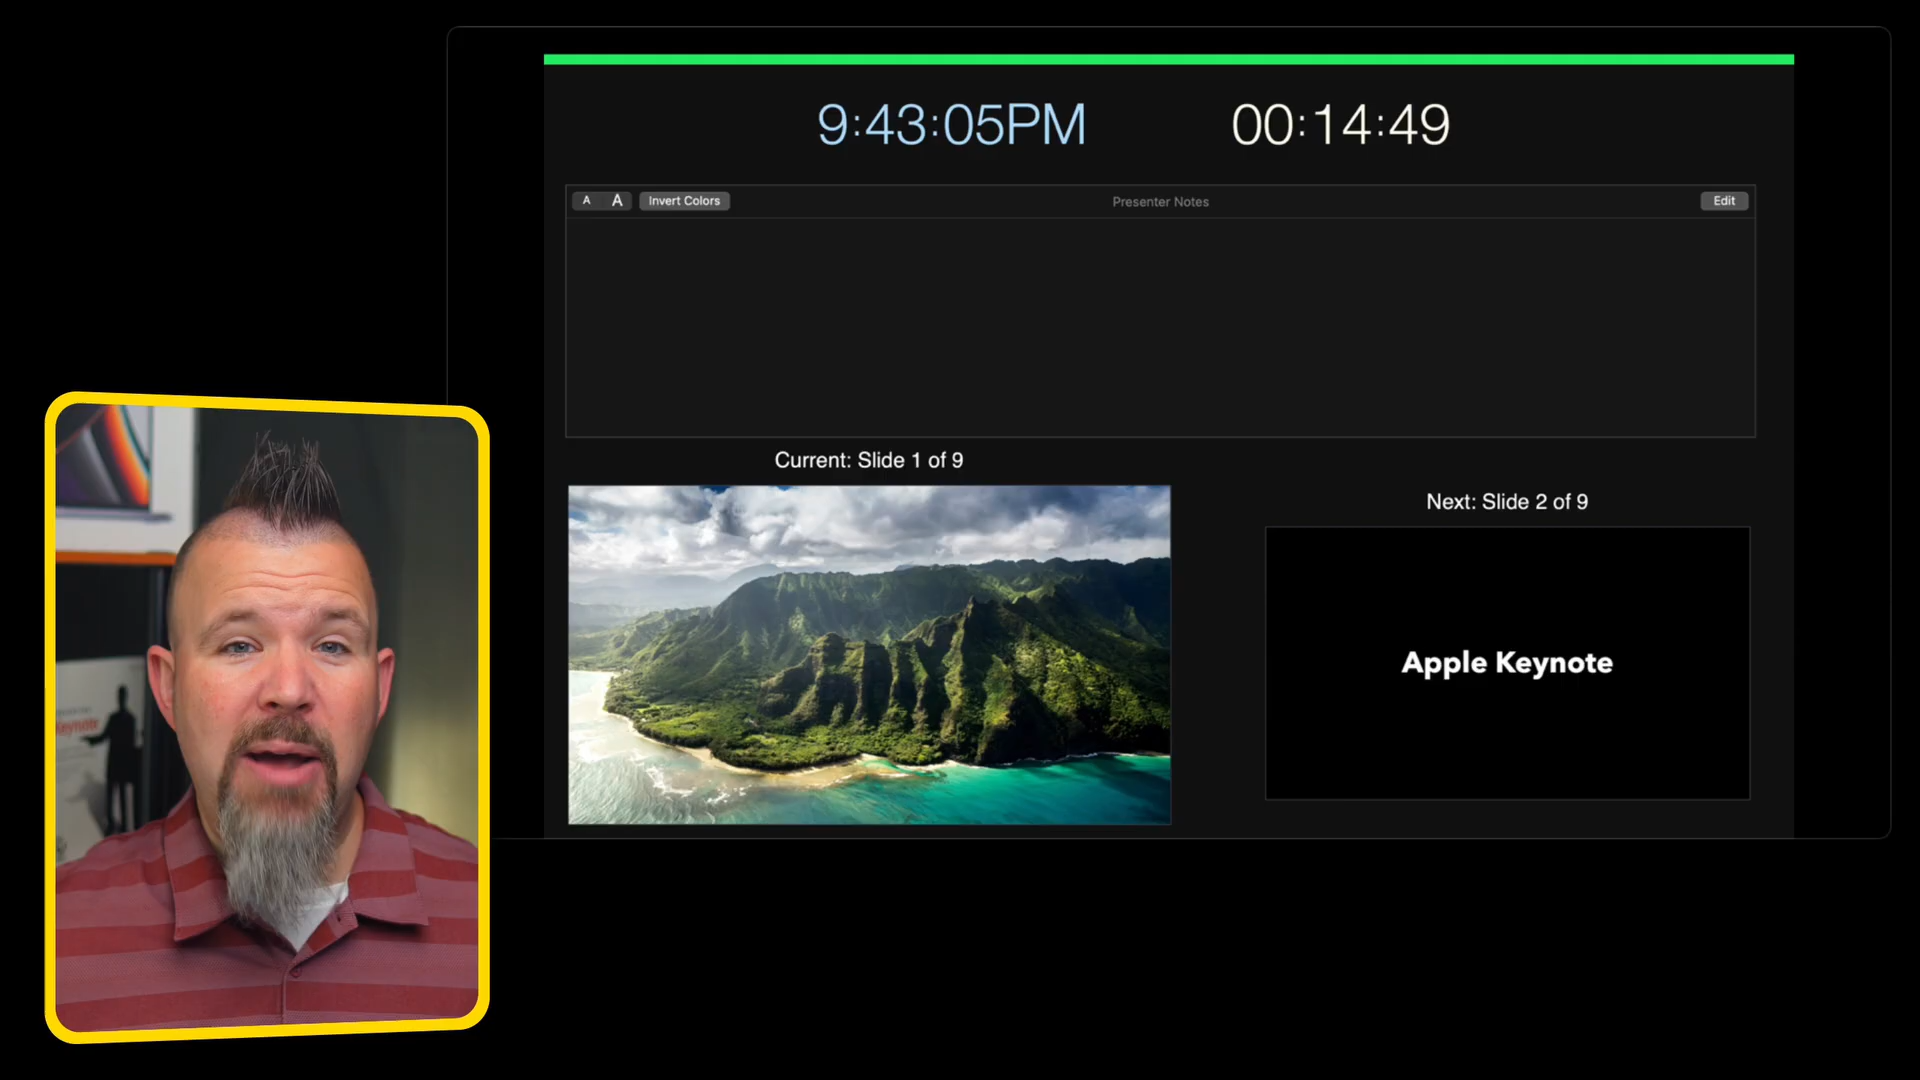 9:43:05PM
00:14:49
A A Invert Colors
Presenter Notes
Edit
Current: Slide 1 of 9
Next: Slide 2 of 9
Apple Keynote
Keynote